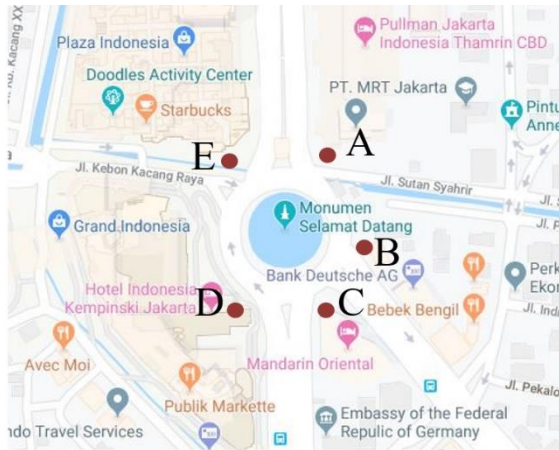 Pullman Jakarta
Indonesia Thamrin CBD
Plaza Indonesia
Doodles Activity Center
Starbucks
PT. MRT Jakarta
Pintu
Anne
E
A
Jl. Kebon Kacang Raya
Jl. Sutan Syahrir
Grand Indonesia
Monumen
Selamat Datang
B
Bank Deutsche AG
Perk
Ekon
Hotel Indonesia
Kempinski Jakarta
D
C
Bebek Bengil
Jl. Ind
Avec Moi
Mandarin Oriental
Jl. Pekalo
Publik Markette
ndo Travel Services
Embassy of the Federal
Repulic of Germany